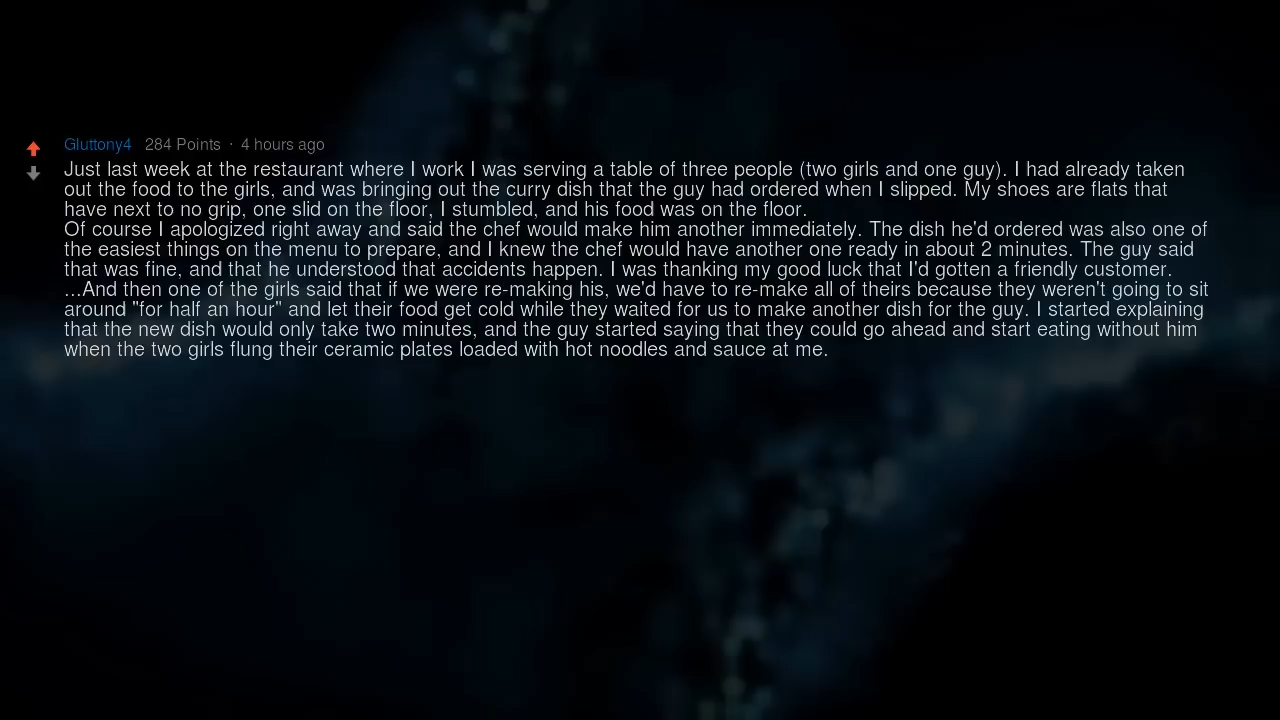 Gluttony4 284 Points · 4 hours ago
Just last week at the restaurant where I work I was serving a table of three people (two girls and one guy). I had already taken
out the food to the girls, and was bringing out the curry dish that the guy had ordered when I slipped. My shoes are flats that
have next to no grip, one slid on the floor, I stumbled, and his food was on the floor.
Of course I apologized right away and said the chef would make him another immediately. The dish he'd ordered was also one of
the easiest things on the menu to prepare, and I knew the chef would have another one ready in about 2 minutes. The guy said
that was fine, and that he understood that accidents happen. I was thanking my good luck that I'd gotten a friendly customer.
...And then one of the girls said that if we were re-making his, we'd have to re-make all of theirs because they weren't going to sit
around "for half an hour" and let their food get cold while they waited for us to make another dish for the guy. I started explaining
that the new dish would only take two minutes, and the guy started saying that they could go ahead and start eating without him
when the two girls flung their ceramic plates loaded with hot noodles and sauce at me.